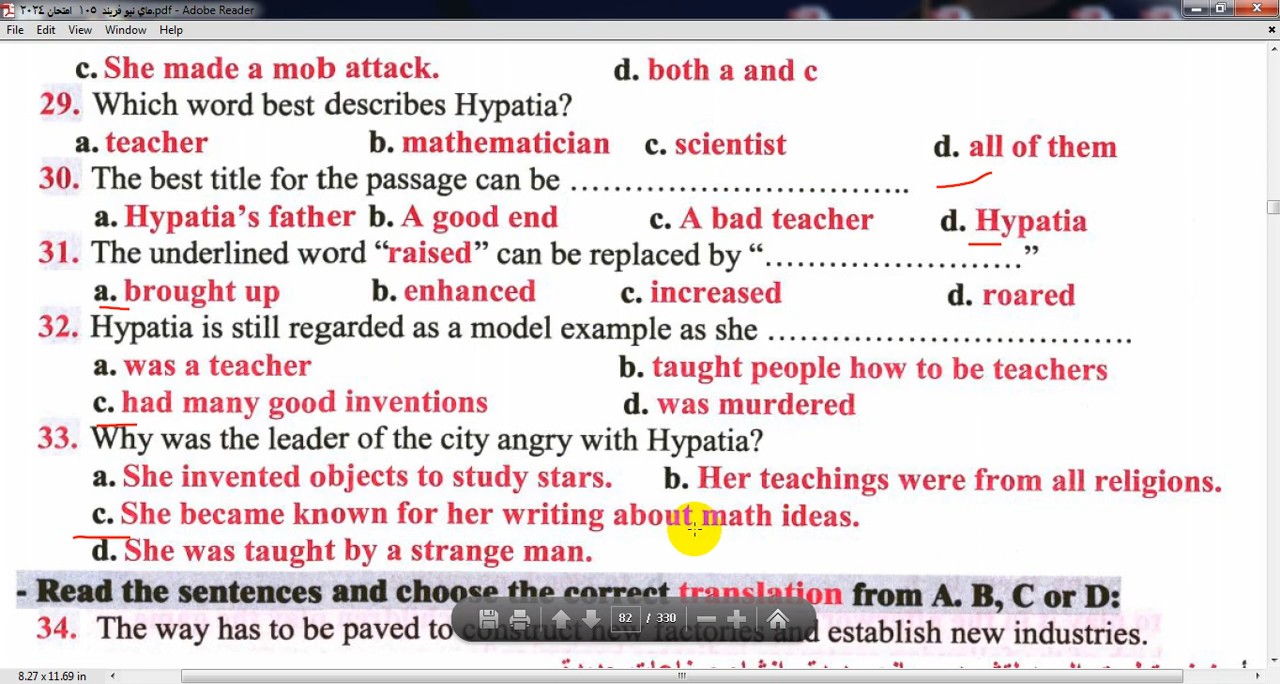 ماي نيو فريند ١٠٥ امتحان ٢٠٢٤.pdf - Adobe Reader
File Edit View Window Help
c. She made a mob attack. d. both a and c
29. Which word best describes Hypatia?
a. teacher b. mathematician c. scientist d. all of them
30. The best title for the passage can be ……………………………..
a. Hypatia's father b. A good end c. A bad teacher d. Hypatia
31. The underlined word “raised” can be replaced by “……………………..”
a. brought up b. enhanced c. increased d. roared
32. Hypatia is still regarded as a model example as she ……………………………….
a. was a teacher b. taught people how to be teachers
c. had many good inventions d. was murdered
33. Why was the leader of the city angry with Hypatia?
a. She invented objects to study stars. b. Her teachings were from all religions.
c. She became known for her writing about math ideas.
d. She was taught by a strange man.
- Read the sentences and choose the correct translation from A. B, C or D:
82 / 330
34. The way has to be paved to construct new factories and establish new industries.
8.27 x 11.69 in